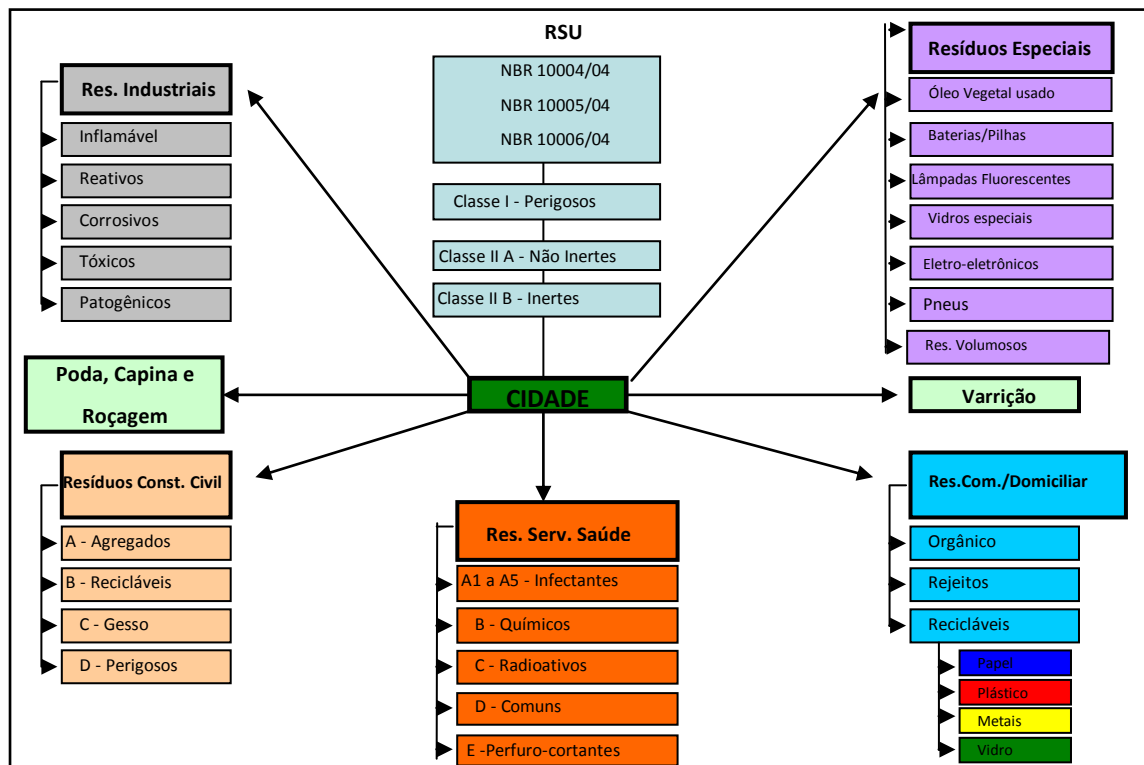 RSU
NBR 10004/04
NBR 10005/04
NBR 10006/04
Classe I - Perigosos
Classe II A - Não Inertes
Classe II B - Inertes
Res. Industriais
Inflamável
Reativos
Corrosivos
Tóxicos
Patogênicos
Resíduos Especiais
Óleo Vegetal usado
Baterias/Pilhas
Lâmpadas Fluorescentes
Vidros especiais
Eletro-eletrônicos
Pneus
Res. Volumosos
Poda, Capina e
Roçagem
CIDADE
Varrição
Resíduos Const. Civil
A - Agregados
B - Recicláveis
C - Gesso
D - Perigosos
Res. Serv. Saúde
A1 a A5 - Infectantes
B - Químicos
C - Radioativos
D - Comuns
E -Perfuro-cortantes
Res.Com./Domiciliar
Orgânico
Rejeitos
Recicláveis
Papel
Plástico
Metais
Vidro